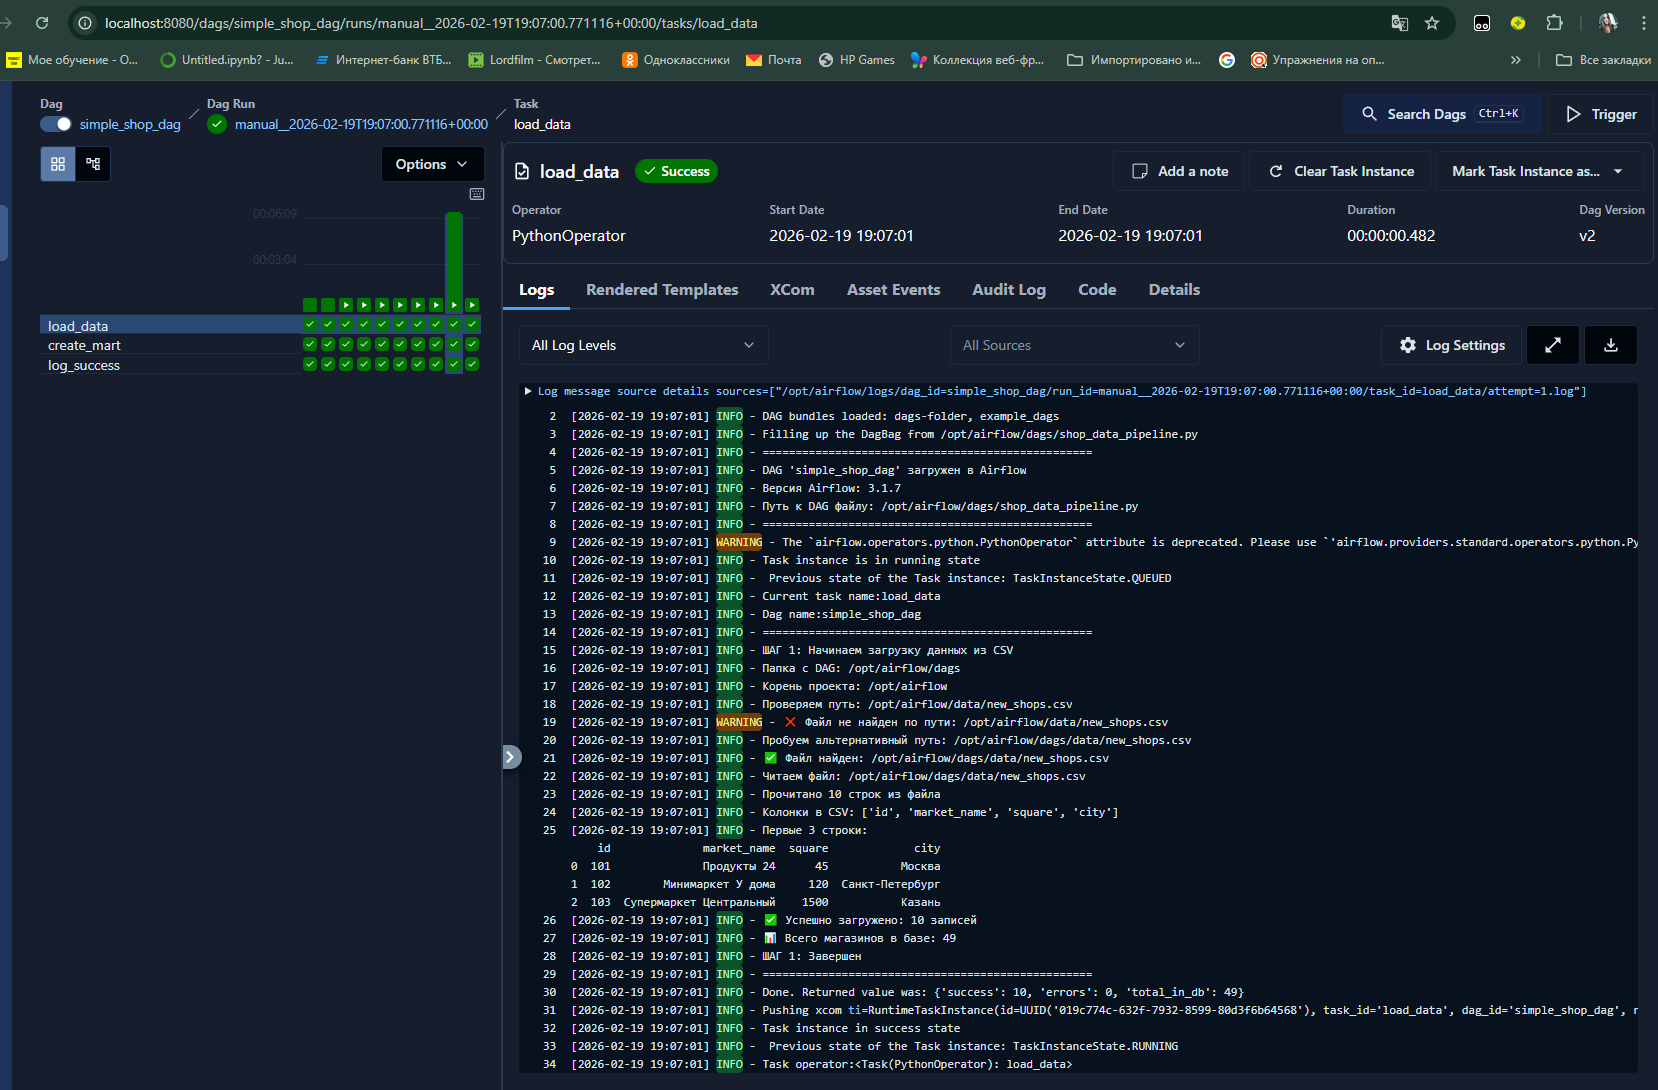 localhost:8080/dags/simple_shop_dag/runs/manual__2026-02-19T19:07:00.771116+00:00/tasks/load_data
Мое обучение - О...
Untitled.ipynb? - Ju...
Интернет-банк ВТБ...
Lordfilm - Смотрет...
Одноклассники
Почта
HP Games
Коллекция веб-фр...
Импортировано и...
Упражнения на оп...
»
Все закладки
Dag
simple_shop_dag
Dag Run
manual__2026-02-19T19:07:00.771116+00:00
Task
load_data
Search Dags Ctrl+K
Trigger
Options
00:06:09
00:03:04
load_data
create_mart
log_success
load_data Success
Add a note
Clear Task Instance
Mark Task Instance as...
Operator Start Date End Date Duration Dag Version
PythonOperator 2026-02-19 19:07:01 2026-02-19 19:07:01 00:00:00.482 v2
Logs Rendered Templates XCom Asset Events Audit Log Code Details
All Log Levels All Sources Log Settings
Log message source details sources=["/opt/airflow/logs/dag_id=simple_shop_dag/run_id=manual__2026-02-19T19:07:00.771116+00:00/task_id=load_data/attempt=1.log"]
2 [2026-02-19 19:07:01] INFO - DAG bundles loaded: dags-folder, example_dags
3 [2026-02-19 19:07:01] INFO - Filling up the DagBag from /opt/airflow/dags/shop_data_pipeline.py
4 [2026-02-19 19:07:01] INFO - ==================================================
5 [2026-02-19 19:07:01] INFO - DAG 'simple_shop_dag' загружен в Airflow
6 [2026-02-19 19:07:01] INFO - Версия Airflow: 3.1.7
7 [2026-02-19 19:07:01] INFO - Путь к DAG файлу: /opt/airflow/dags/shop_data_pipeline.py
8 [2026-02-19 19:07:01] INFO - ==================================================
9 [2026-02-19 19:07:01] WARNING - The `airflow.operators.python.PythonOperator` attribute is deprecated. Please use `'airflow.providers.standard.operators.python.Py
10 [2026-02-19 19:07:01] INFO - Task instance is in running state
11 [2026-02-19 19:07:01] INFO -  Previous state of the Task instance: TaskInstanceState.QUEUED
12 [2026-02-19 19:07:01] INFO - Current task name:load_data
13 [2026-02-19 19:07:01] INFO - Dag name:simple_shop_dag
14 [2026-02-19 19:07:01] INFO - ==================================================
15 [2026-02-19 19:07:01] INFO - ШАГ 1: Начинаем загрузку данных из CSV
16 [2026-02-19 19:07:01] INFO - Папка с DAG: /opt/airflow/dags
17 [2026-02-19 19:07:01] INFO - Корень проекта: /opt/airflow
18 [2026-02-19 19:07:01] INFO - Проверяем путь: /opt/airflow/data/new_shops.csv
19 [2026-02-19 19:07:01] WARNING - ❌ Файл не найден по пути: /opt/airflow/data/new_shops.csv
20 [2026-02-19 19:07:01] INFO - Пробуем альтернативный путь: /opt/airflow/dags/data/new_shops.csv
21 [2026-02-19 19:07:01] INFO - ✅ Файл найден: /opt/airflow/dags/data/new_shops.csv
22 [2026-02-19 19:07:01] INFO - Читаем файл: /opt/airflow/dags/data/new_shops.csv
23 [2026-02-19 19:07:01] INFO - Прочитано 10 строк из файла
24 [2026-02-19 19:07:01] INFO - Колонки в CSV: ['id', 'market_name', 'square', 'city']
25 [2026-02-19 19:07:01] INFO - Первые 3 строки:
id market_name square city
0 101 Продукты 24 45 Москва
1 102 Минимаркет У дома 120 Санкт-Петербург
2 103 Супермаркет Центральный 1500 Казань
26 [2026-02-19 19:07:01] INFO - ✅ Успешно загружено: 10 записей
27 [2026-02-19 19:07:01] INFO - 📊 Всего магазинов в базе: 49
28 [2026-02-19 19:07:01] INFO - ШАГ 1: Завершен
29 [2026-02-19 19:07:01] INFO - ==================================================
30 [2026-02-19 19:07:01] INFO - Done. Returned value was: {'success': 10, 'errors': 0, 'total_in_db': 49}
31 [2026-02-19 19:07:01] INFO - Pushing xcom ti=RuntimeTaskInstance(id=UUID('019c774c-632f-7932-8599-80d3f6b64568'), task_id='load_data', dag_id='simple_shop_dag', r
32 [2026-02-19 19:07:01] INFO - Task instance in success state
33 [2026-02-19 19:07:01] INFO -  Previous state of the Task instance: TaskInstanceState.RUNNING
34 [2026-02-19 19:07:01] INFO - Task operator:<Task(PythonOperator): load_data>